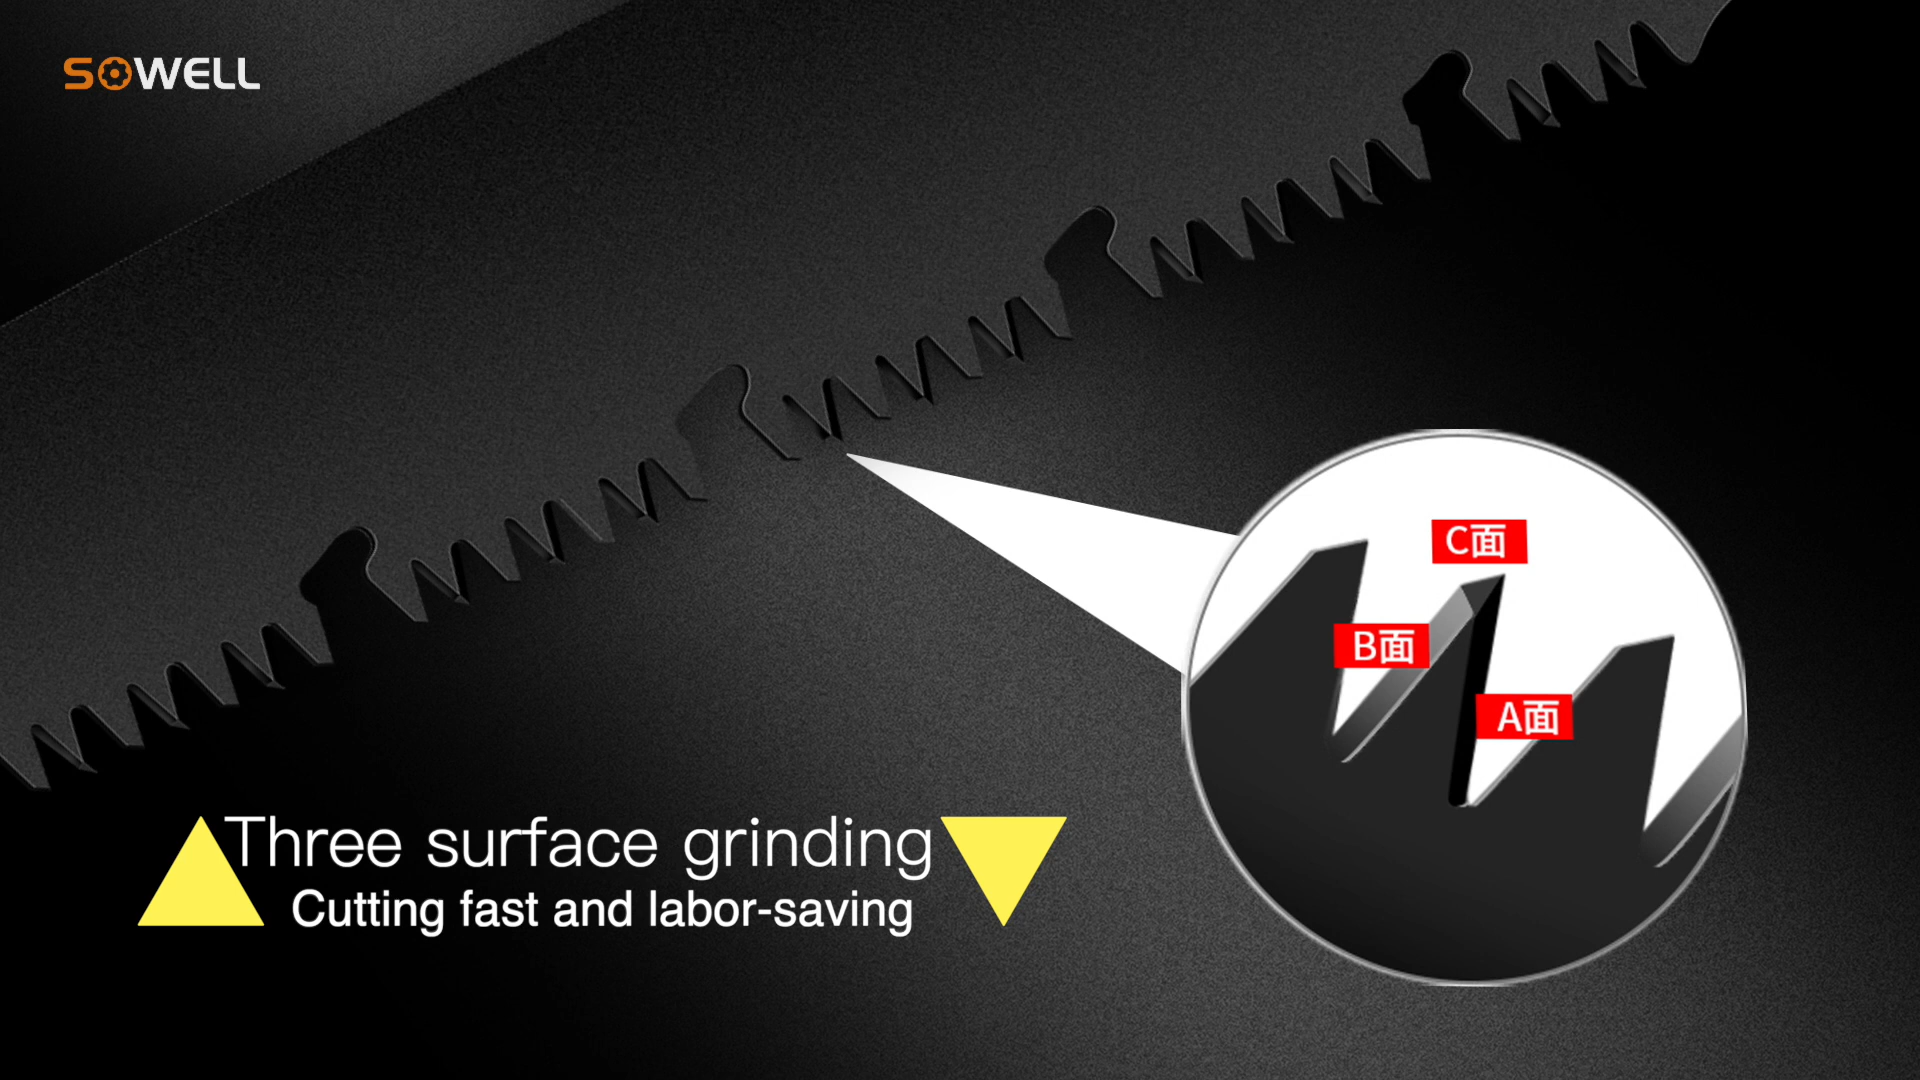 SOWELL
C面
B面
A面
Three surface grinding
Cutting fast and labor-saving